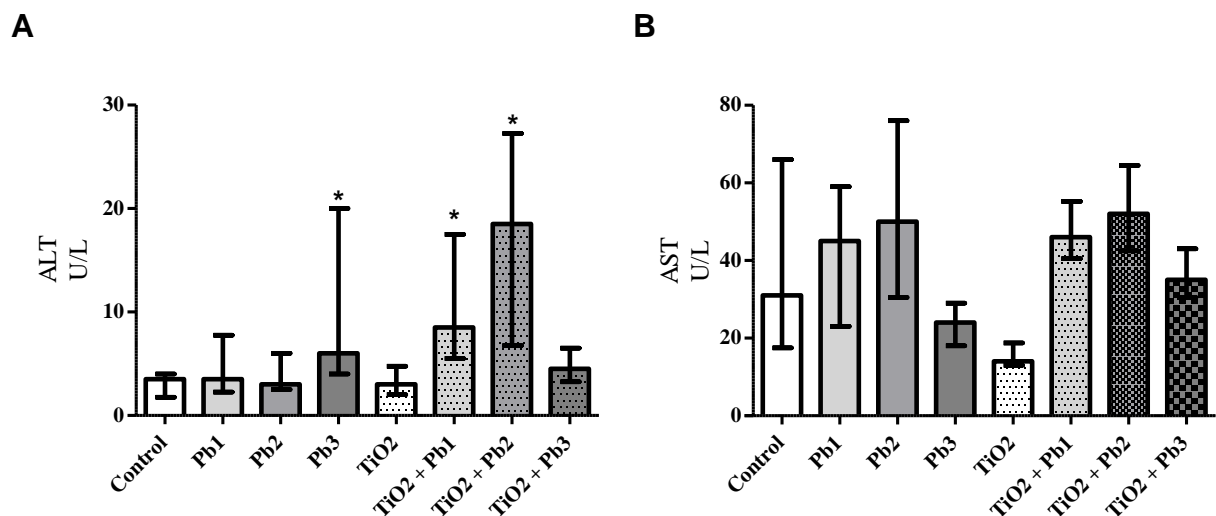 A
B
30
20
10
0
ALT
U/L
*
*
*
Control
Pb1
Pb2
Pb3
TiO2
TiO2 + Pb1
TiO2 + Pb2
TiO2 + Pb3
80
60
40
20
0
AST
U/L
Control
Pb1
Pb2
Pb3
TiO2
TiO2 + Pb1
TiO2 + Pb2
TiO2 + Pb3